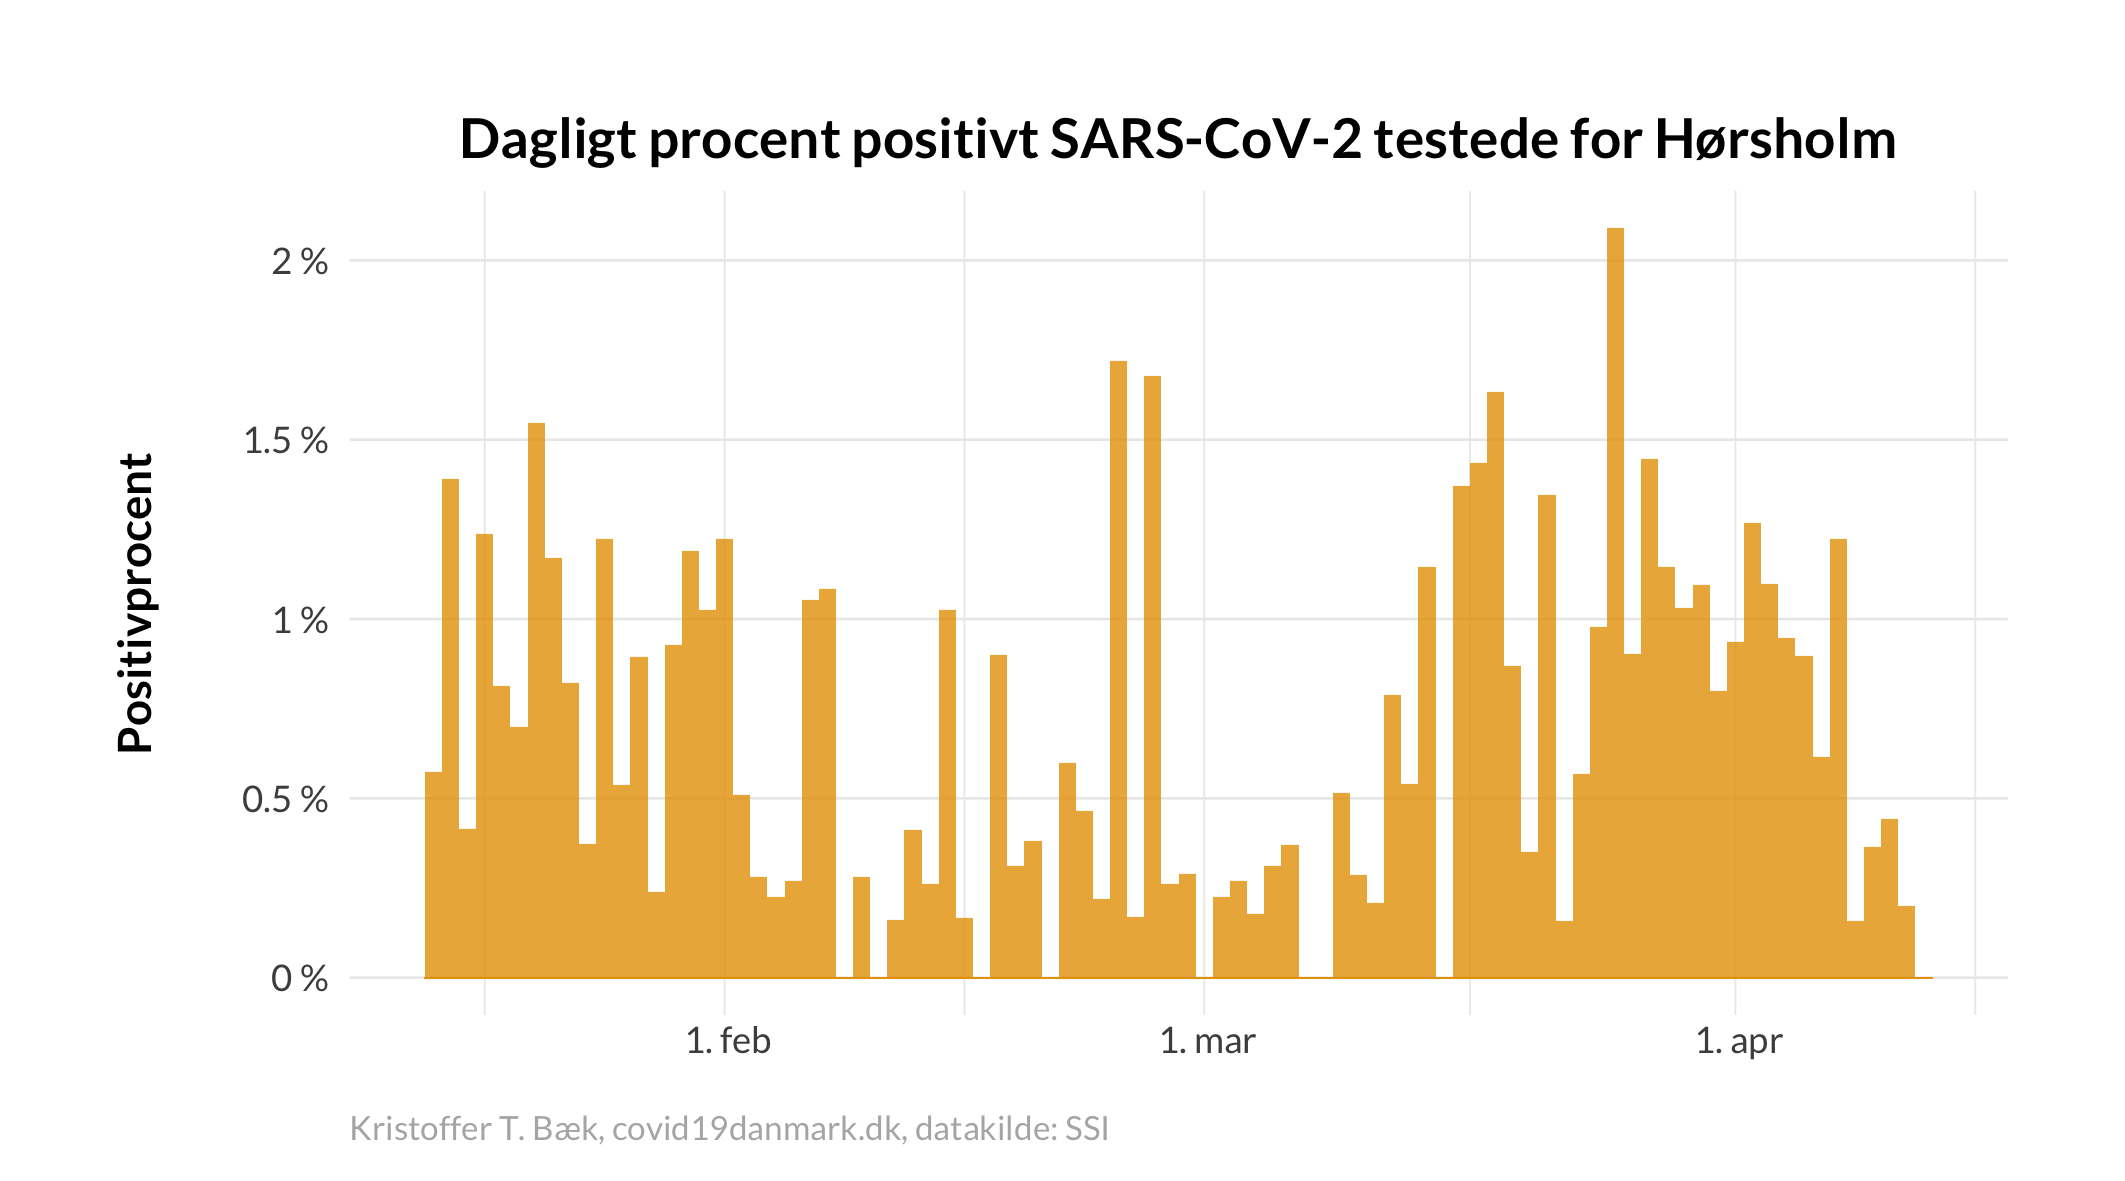 Dagligt procent positivt SARS-CoV-2 testede for Hørsholm
Positivprocent
2 %
1.5 %
1 %
0.5 %
0 %
1. feb
1. mar
1. apr
Kristoffer T. Bæk, covid19danmark.dk, datakilde: SSI